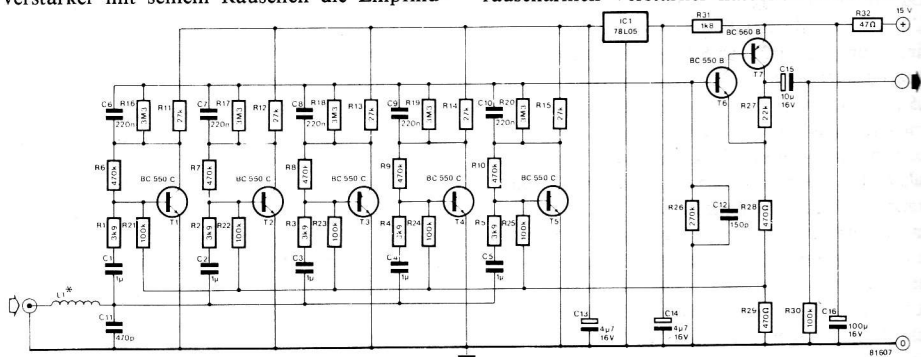 verstärker mit seinem Rauschen die Empfind-
rauscharmen Verstärker
IC1
78L05
R31
1k8
R32
47Ω
15 V
BC 560 B
BC 550 B
T7
T6
C15
10µ
16V
R27
22k
C6
220n
R16
3M3
R11
27k
C7
220n
R17
3M3
R12
27k
C8
220n
R18
3M3
R13
27k
C9
220n
R19
3M3
R14
27k
C10
220n
R20
3M3
R15
27k
R6
470k
BC 550 C
T1
R7
470k
BC 550 C
T2
R8
470k
BC 550 C
T3
R9
470k
BC 550 C
T4
R10
470k
BC 550 C
T5
R1
3k9
R21
100k
R2
3k9
R22
100k
R3
3k9
R23
100k
R4
3k9
R24
100k
R5
3k9
R25
100k
C1
1µ
C2
1µ
C3
1µ
C4
1µ
C5
1µ
R26
270k
C12
150p
R28
470Ω
L1*
C11
470p
C13
4µ7
16V
C14
4µ7
16V
R29
470Ω
R30
100k
C16
100µ
16V
0
81607